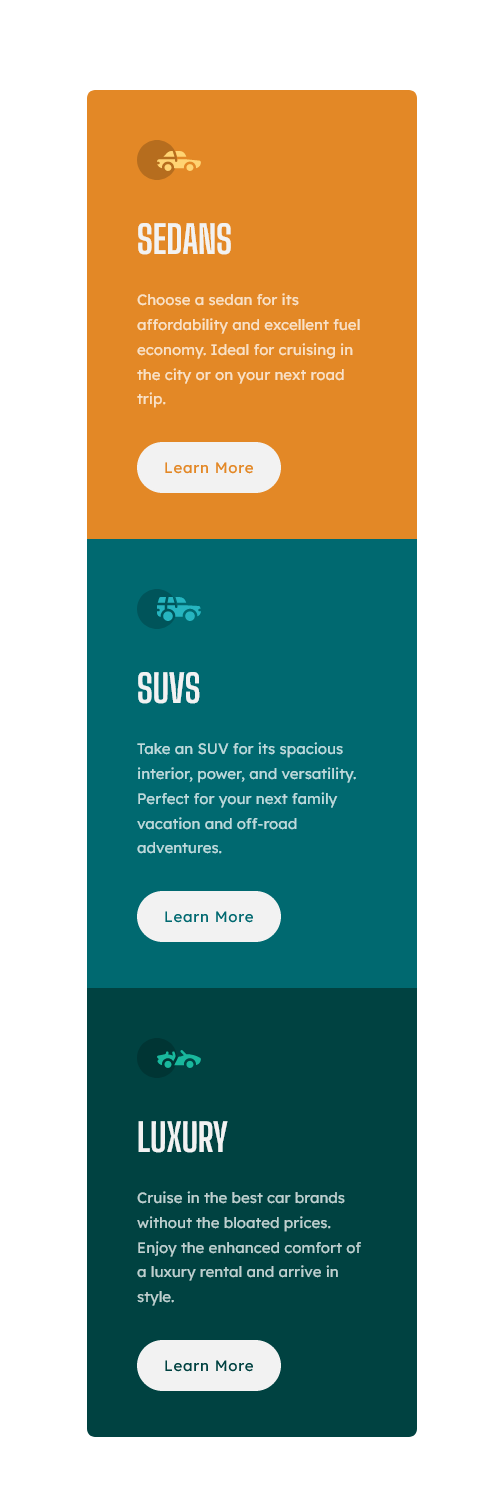 SEDANS
Choose a sedan for its
affordability and excellent fuel
economy. Ideal for cruising in
the city or on your next road
trip.
Learn More
SUVS
Take an SUV for its spacious
interior, power, and versatility.
Perfect for your next family
vacation and off-road
adventures.
Learn More
LUXURY
Cruise in the best car brands
without the bloated prices.
Enjoy the enhanced comfort of
a luxury rental and arrive in
style.
Learn More